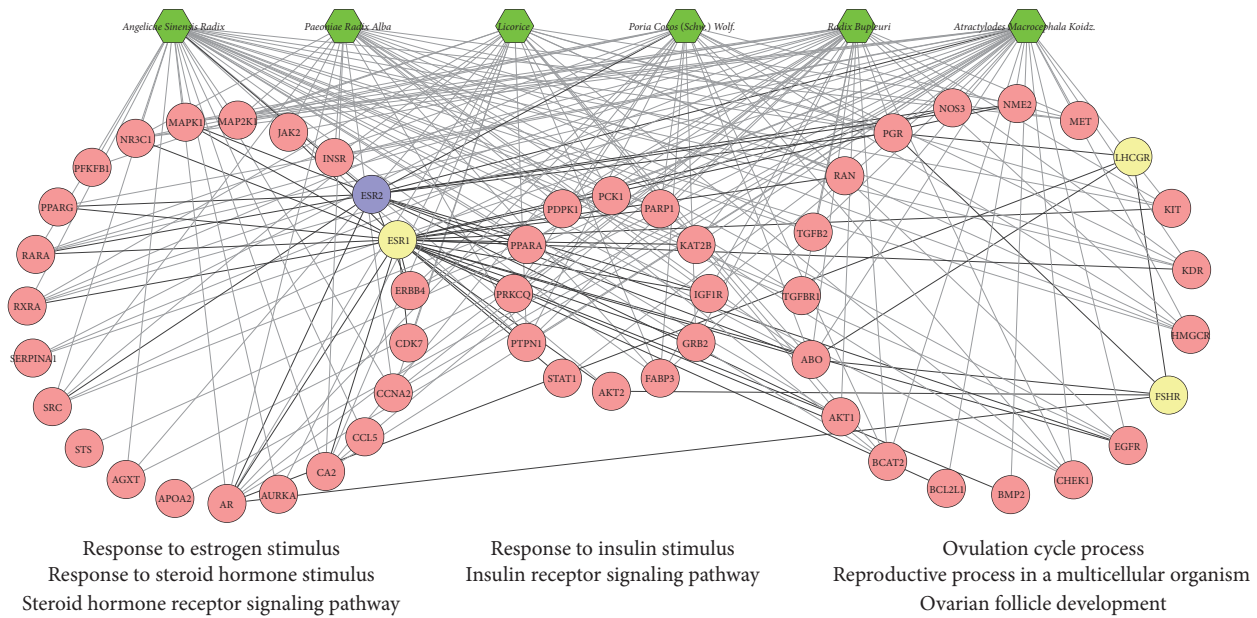 Angelicae Sinensis Radix
Paeoniae Radix Alba
Licorice
Poria Cocos (Schw.) Wolf.
Radix Bupleuri
Atractylodes Macrocephala Koidz.
NR3C1
MAPK1
MAP2K1
JAK2
INSR
ESR2
ESR1
PFKFB1
PPARG
RARA
RXRA
SERPINA1
SRC
STS
AGXT
APOA2
AR
AURKA
CA2
CCL5
CCNA2
CDK7
ERBB4
PDPK1
PCK1
PARP1
PPARA
KAT2B
PRKCQ
IGF1R
PTPN1
GRB2
STAT1
AKT2
FABP3
NOS3
NME2
MET
PGR
RAN
TGFB2
TGFBR1
ABO
AKT1
BCAT2
BCL2L1
BMP2
CHEK1
EGFR
LHCGR
KIT
KDR
HMGCR
FSHR
Response to estrogen stimulus
Response to steroid hormone stimulus
Steroid hormone receptor signaling pathway
Response to insulin stimulus
Insulin receptor signaling pathway
Ovulation cycle process
Reproductive process in a multicellular organism
Ovarian follicle development